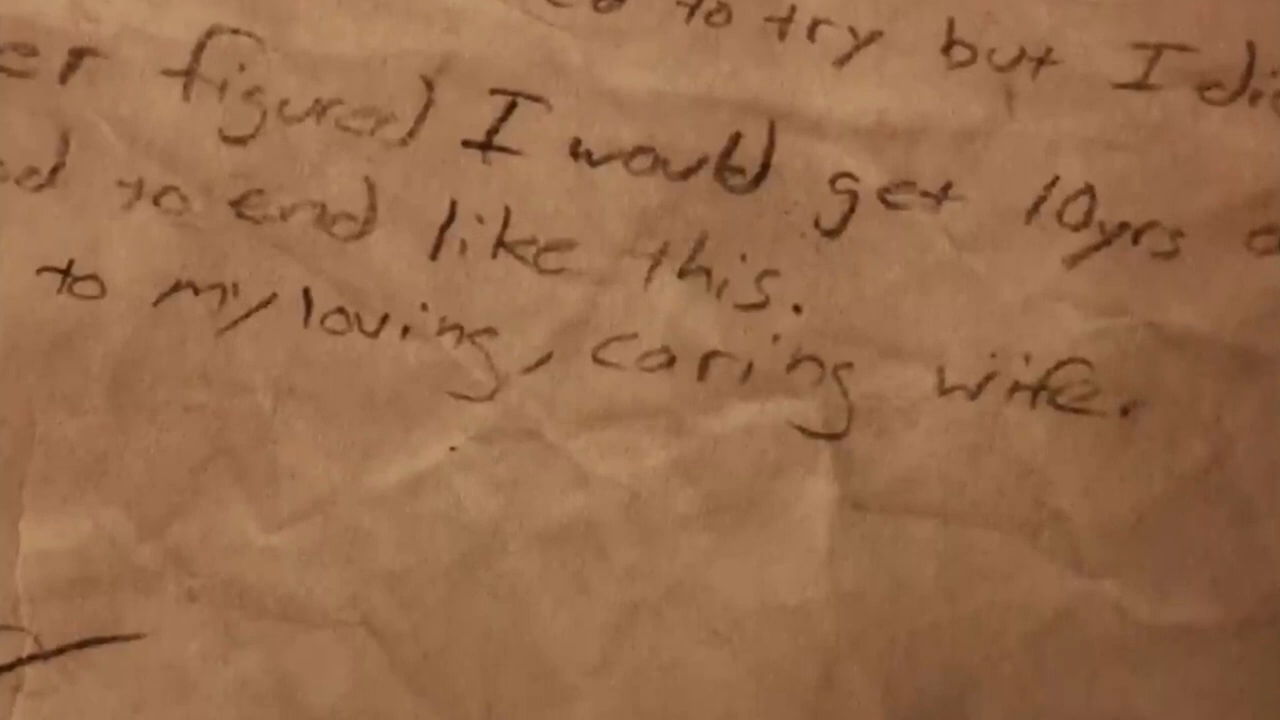 to try but I
figured I would get 10yrs
to end like this.
to my loving, caring wife.